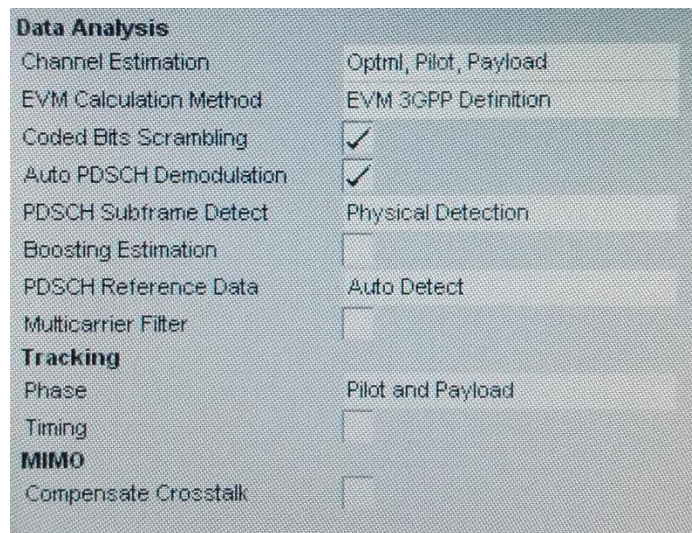 Data Analysis
Channel Estimation Optml, Pilot, Payload
EVM Calculation Method EVM 3GPP Definition
Coded Bits Scrambling
Auto PDSCH Demodulation
PDSCH Subframe Detect Physical Detection
Boosting Estimation
PDSCH Reference Data Auto Detect
Multicarrier Filter
Tracking
Phase Pilot and Payload
Timing
MIMO
Compensate Crosstalk